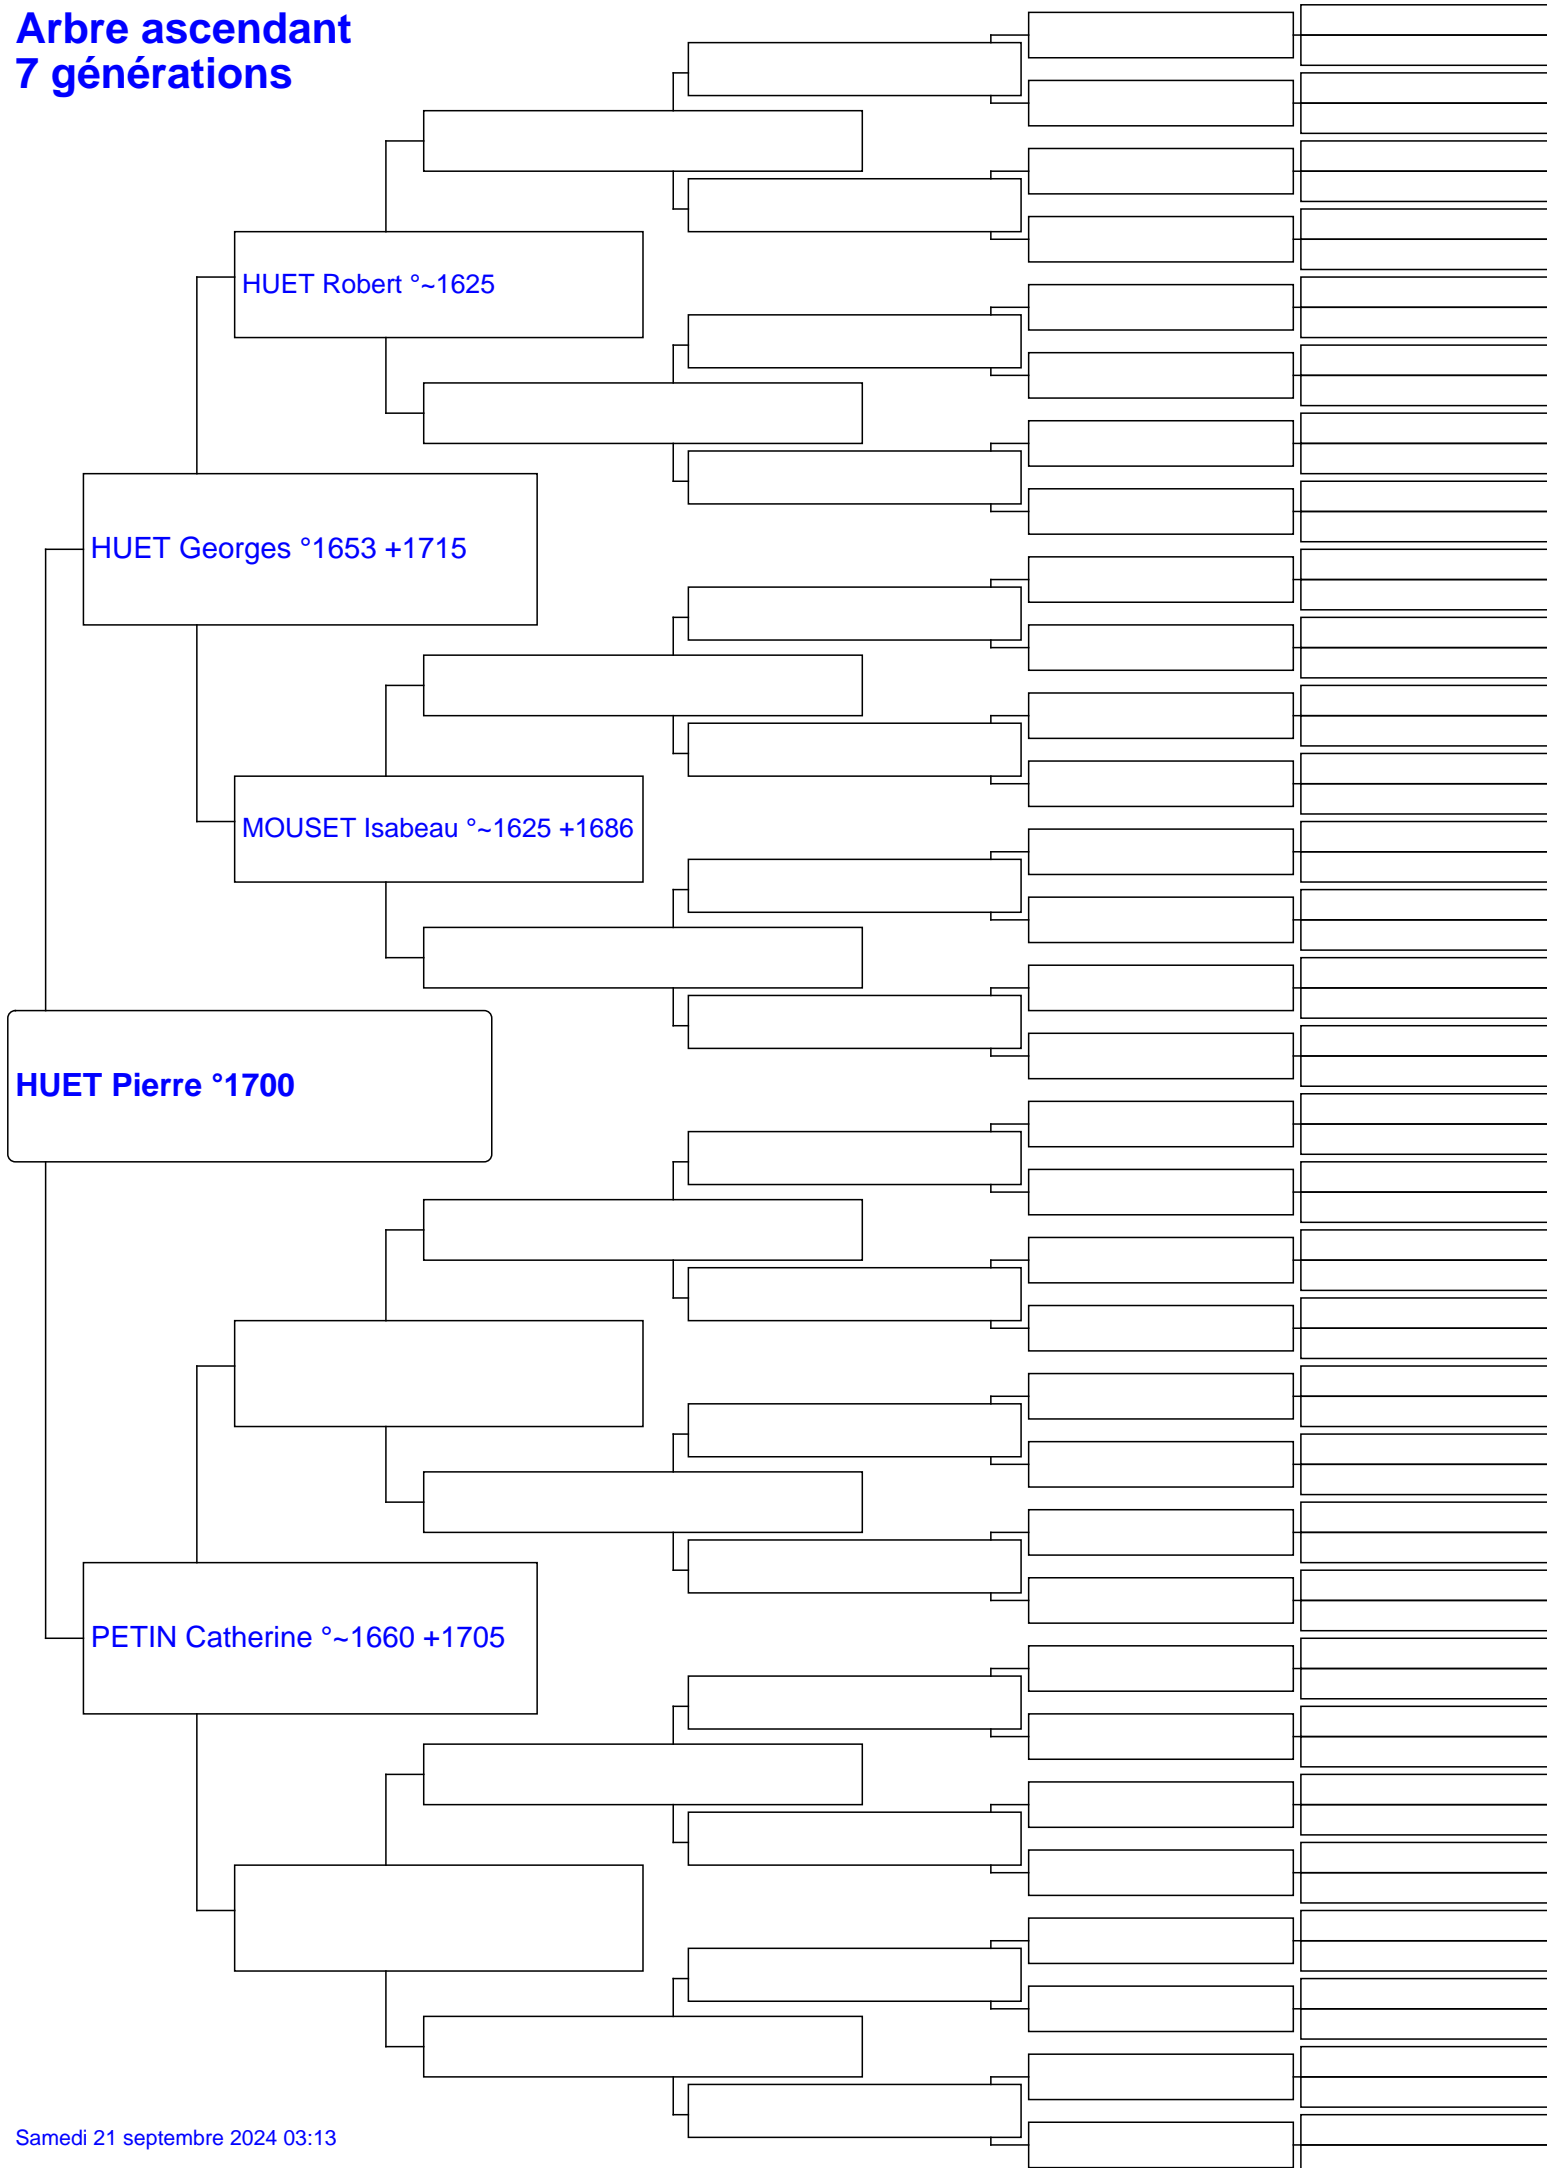 Arbre ascendant
7 générations
HUET Robert °~1625
HUET Georges °1653 +1715
MOUSET Isabeau °~1625 +1686
HUET Pierre °1700
PETIN Catherine °~1660 +1705
Samedi 21 septembre 2024 03:13